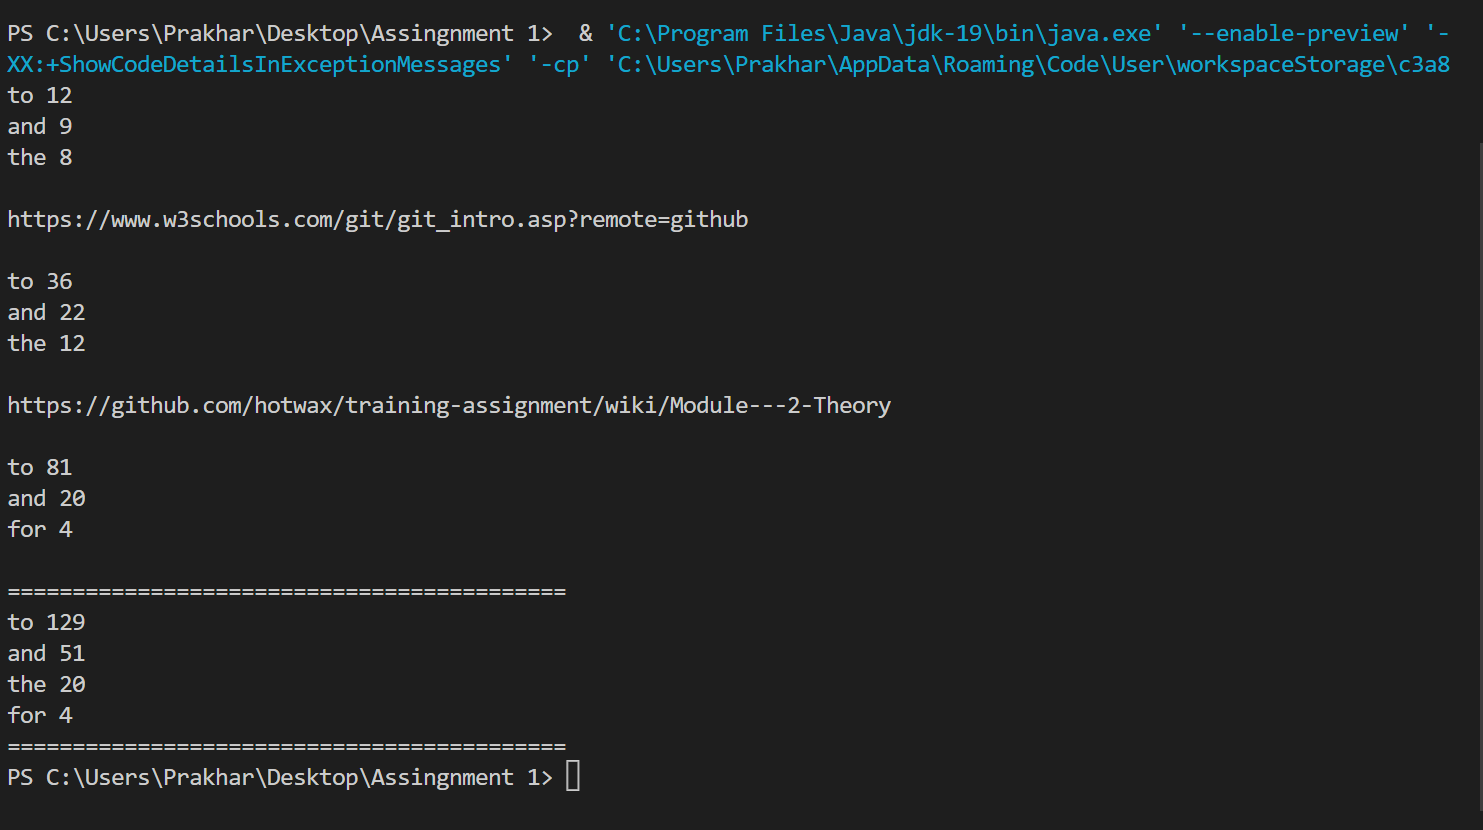 PS C:\Users\Prakhar\Desktop\Assingnment 1>  & 'C:\Program Files\Java\jdk-19\bin\java.exe' '--enable-preview' '-
XX:+ShowCodeDetailsInExceptionMessages' '-cp' 'C:\Users\Prakhar\AppData\Roaming\Code\User\workspaceStorage\c3a8
to 12
and 9
the 8
https://www.w3schools.com/git/git_intro.asp?remote=github
to 36
and 22
the 12
https://github.com/hotwax/training-assignment/wiki/Module---2-Theory
to 81
and 20
for 4
===========================================
to 129
and 51
the 20
for 4
===========================================
PS C:\Users\Prakhar\Desktop\Assingnment 1>